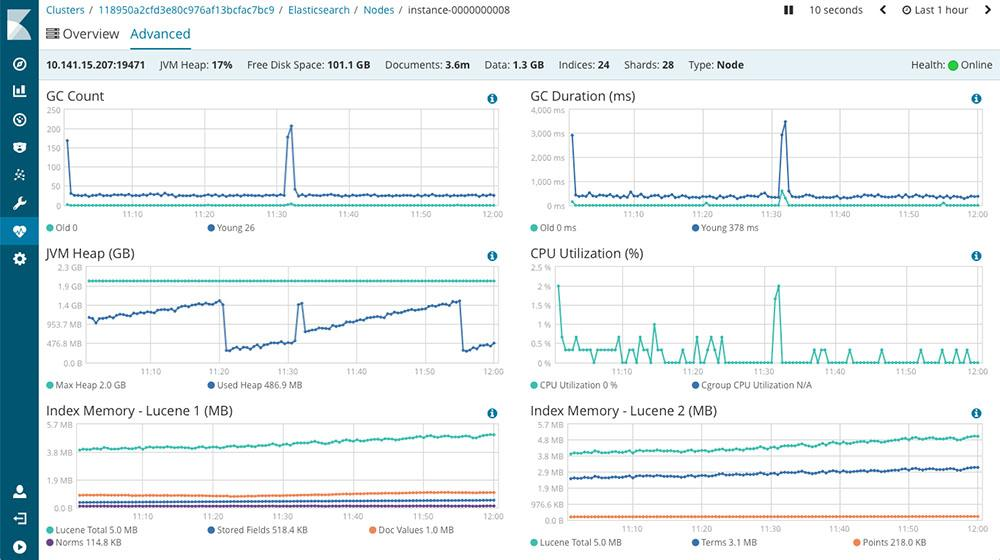 Clusters / 118950a2cfd3e80c976af13bcfac7bc9 / Elasticsearch / Nodes / instance-0000000008
10 seconds Last 1 hour
Overview Advanced
10.141.15.207:19471 JVM Heap: 17% Free Disk Space: 101.1 GB Documents: 3.6m Data: 1.3 GB Indices: 24 Shards: 28 Type: Node Health: Online
GC Count
250
200
150
100
50
0
11:10 11:20 11:30 11:40 11:50 12:00
Old 0 Young 26
GC Duration (ms)
4,000 ms
3,000 ms
2,000 ms
1,000 ms
0 ms
11:10 11:20 11:30 11:40 11:50 12:00
Old 0 ms Young 378 ms
JVM Heap (GB)
2.3 GB
1.9 GB
1.4 GB
953.7 MB
476.8 MB
0.0 B
11:10 11:20 11:30 11:40 11:50 12:00
Max Heap 2.0 GB Used Heap 486.9 MB
CPU Utilization (%)
2.5 %
2 %
1.5 %
1 %
0.5 %
0 %
11:10 11:20 11:30 11:40 11:50 12:00
CPU Utilization 0 % Cgroup CPU Utilization N/A
Index Memory - Lucene 1 (MB)
5.7 MB
3.8 MB
1.9 MB
0.0 B
11:10 11:20 11:30 11:40 11:50 12:00
Lucene Total 5.0 MB Stored Fields 518.4 KB Doc Values 1.0 MB
Norms 114.8 KB
Index Memory - Lucene 2 (MB)
5.7 MB
4.8 MB
3.8 MB
2.9 MB
1.9 MB
976.6 KB
0.0 B
11:10 11:20 11:30 11:40 11:50 12:00
Lucene Total 5.0 MB Terms 3.1 MB Points 218.0 KB